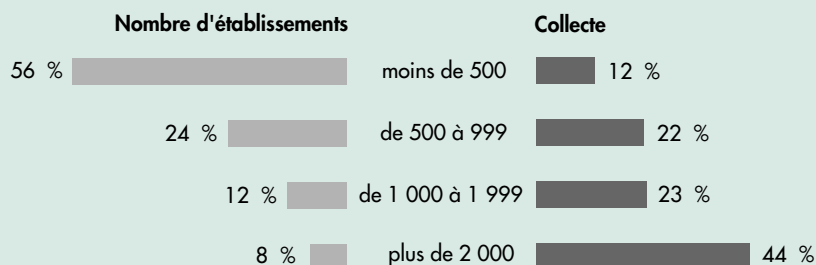 Nombre d'établissements Collecte
56 % moins de 500 12 %
24 % de 500 à 999 22 %
12 % de 1 000 à 1 999 23 %
8 % plus de 2 000 44 %